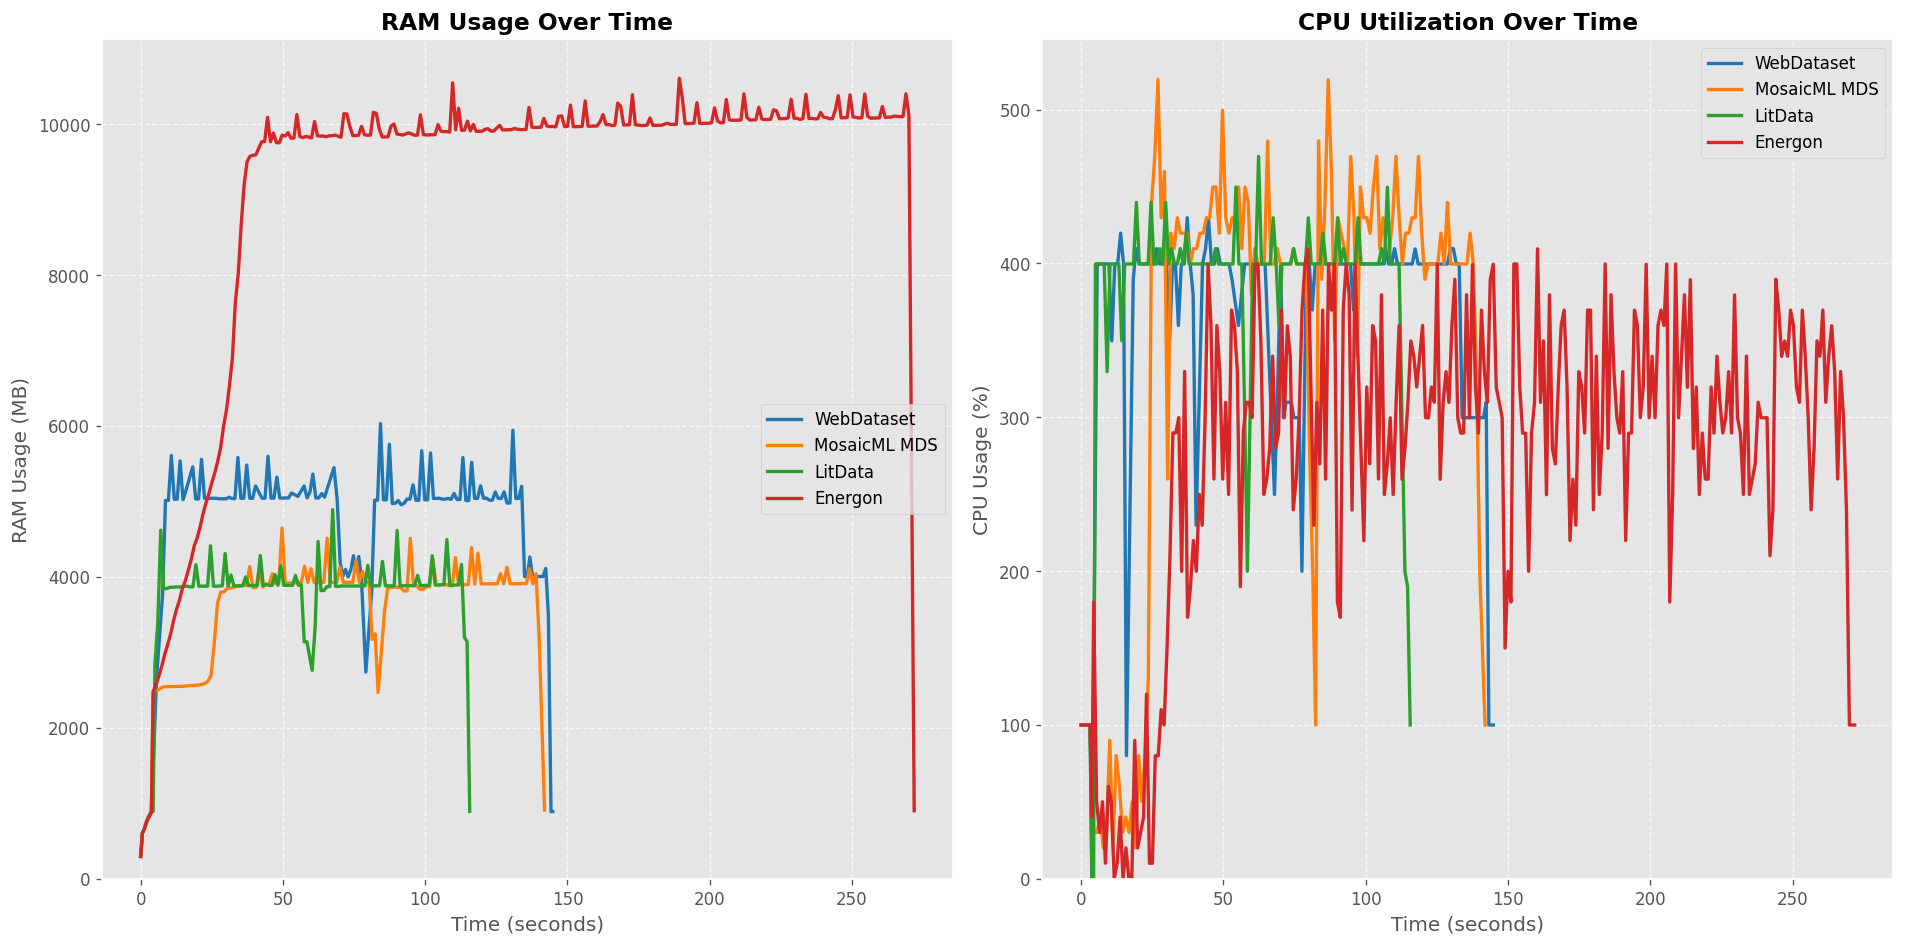 RAM Usage Over Time
RAM Usage (MB)
10000
8000
6000
4000
2000
0
WebDataset
MosaicML MDS
LitData
Energon
0 50 100 150 200 250
Time (seconds)
CPU Utilization Over Time
CPU Usage (%)
500
400
300
200
100
0
WebDataset
MosaicML MDS
LitData
Energon
0 50 100 150 200 250
Time (seconds)